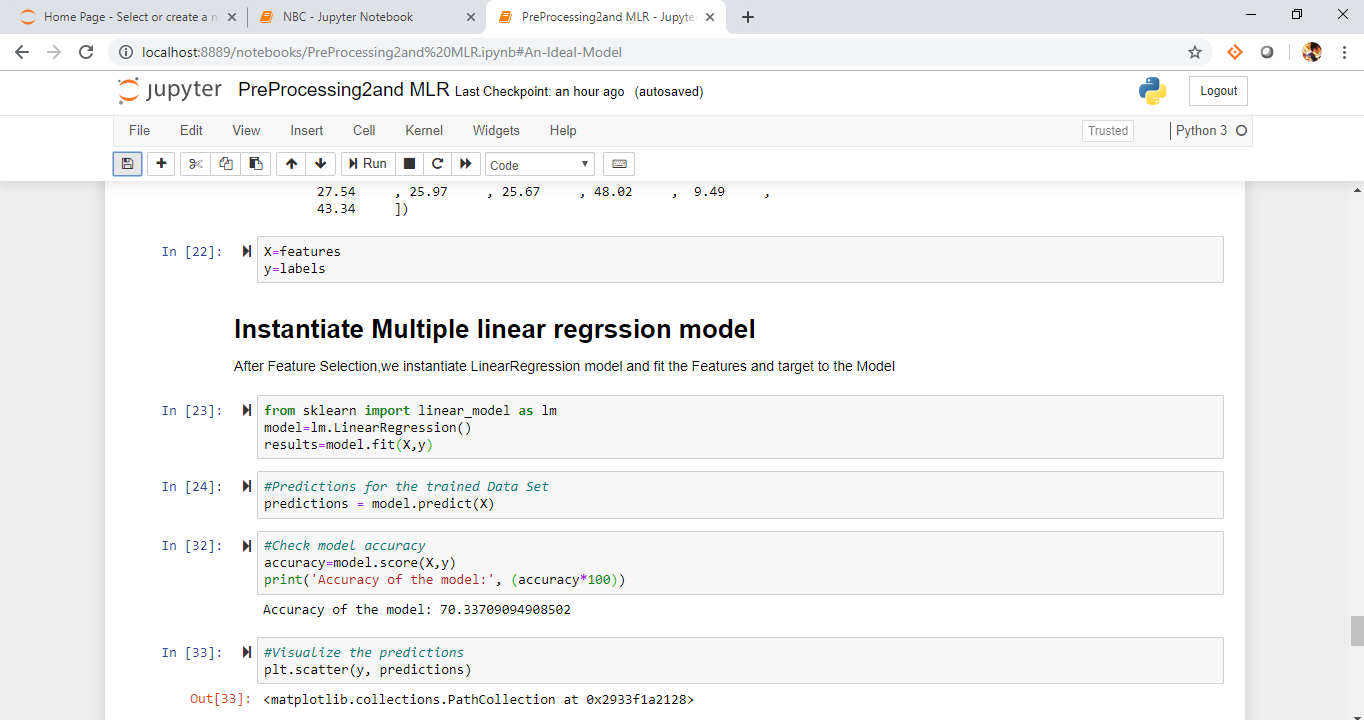 Home Page - Select or create a n
NBC - Jupyter Notebook
PreProcessing2and MLR - Jupyte
localhost:8889/notebooks/PreProcessing2and%20MLR.ipynb#An-Ideal-Model
jupyter PreProcessing2and MLR Last Checkpoint: an hour ago (autosaved)
Logout
File Edit View Insert Cell Kernel Widgets Help
Trusted
Python 3
Run
Code
27.54 , 25.97 , 25.67 , 48.02 , 9.49 ,
43.34 ])
In [22]: X=features
y=labels
Instantiate Multiple linear regrssion model
After Feature Selection,we instantiate LinearRegression model and fit the Features and target to the Model
In [23]: from sklearn import linear_model as lm
model=lm.LinearRegression()
results=model.fit(X,y)
In [24]: #Predictions for the trained Data Set
predictions = model.predict(X)
In [32]: #Check model accuracy
accuracy=model.score(X,y)
print('Accuracy of the model:', (accuracy*100))
Accuracy of the model: 70.33709094908502
In [33]: #Visualize the predictions
plt.scatter(y, predictions)
Out[33]: <matplotlib.collections.PathCollection at 0x2933f1a2128>